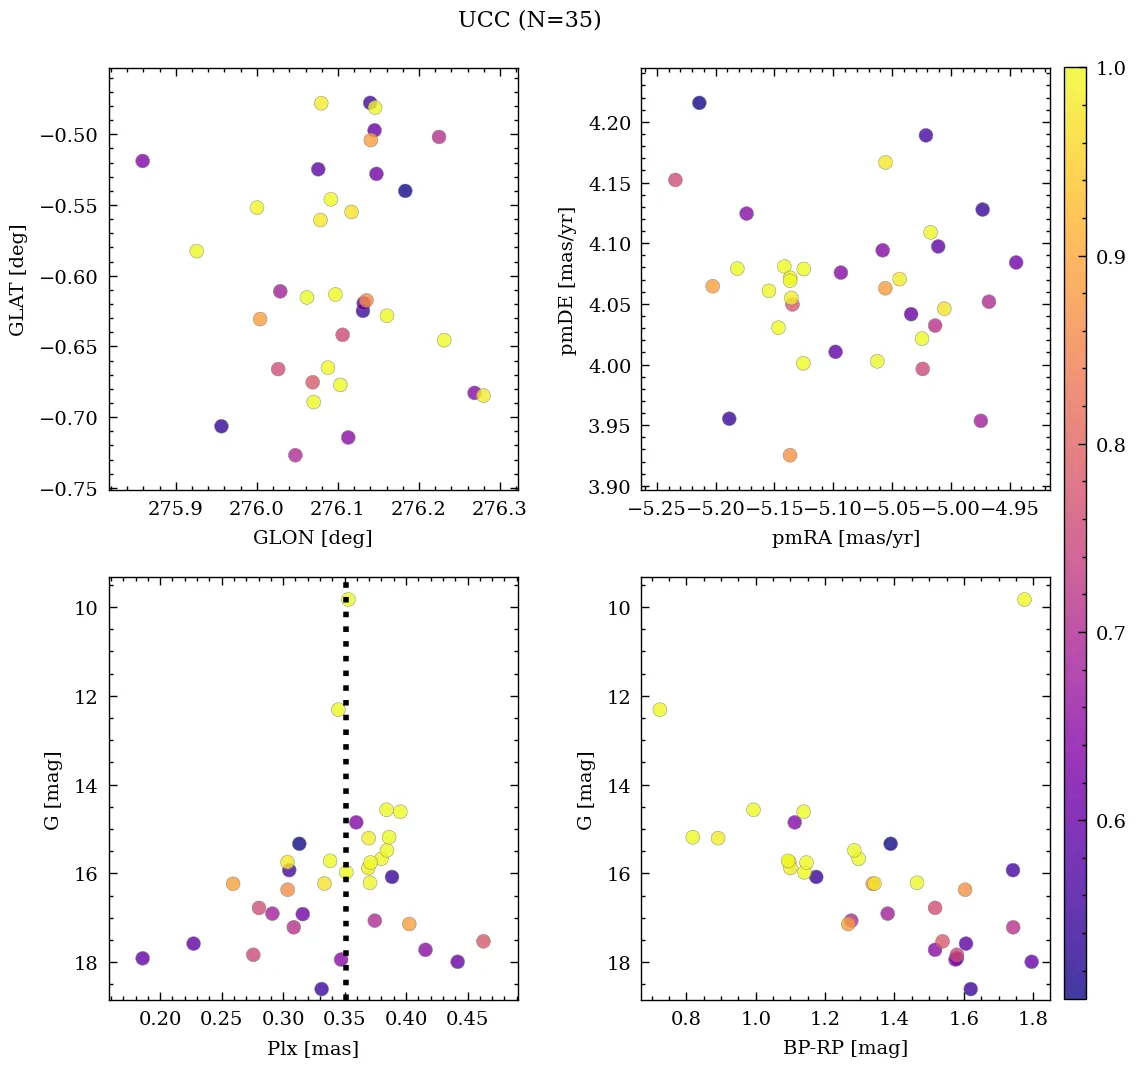 UCC (N=35)
−0.50
−0.55
−0.60
−0.65
−0.70
−0.75
GLAT [deg]
275.9 276.0 276.1 276.2 276.3
GLON [deg]
4.20
4.15
4.10
4.05
4.00
3.95
3.90
pmDE [mas/yr]
−5.25 −5.20 −5.15 −5.10 −5.05 −5.00 −4.95
pmRA [mas/yr]
10
12
14
16
18
G [mag]
0.20 0.25 0.30 0.35 0.40 0.45
Plx [mas]
10
12
14
16
18
G [mag]
0.8 1.0 1.2 1.4 1.6 1.8
BP-RP [mag]
1.0
0.9
0.8
0.7
0.6